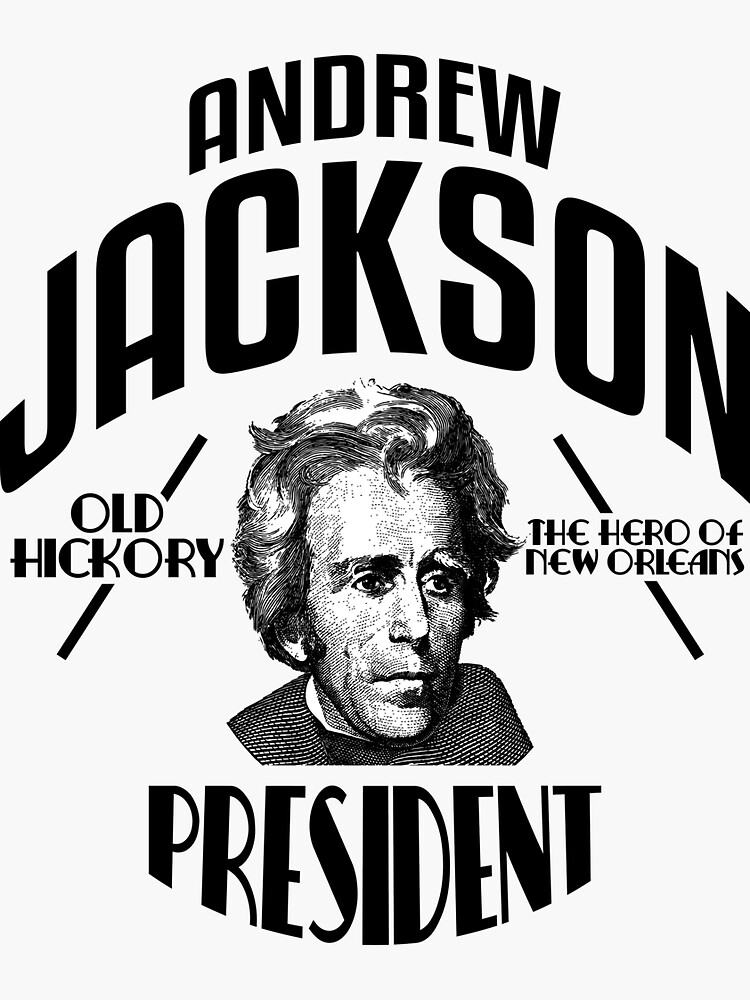 ANDREW
JACKSON
OLD
HICKORY
THE HERO OF
NEW ORLEANS
PRESIDENT